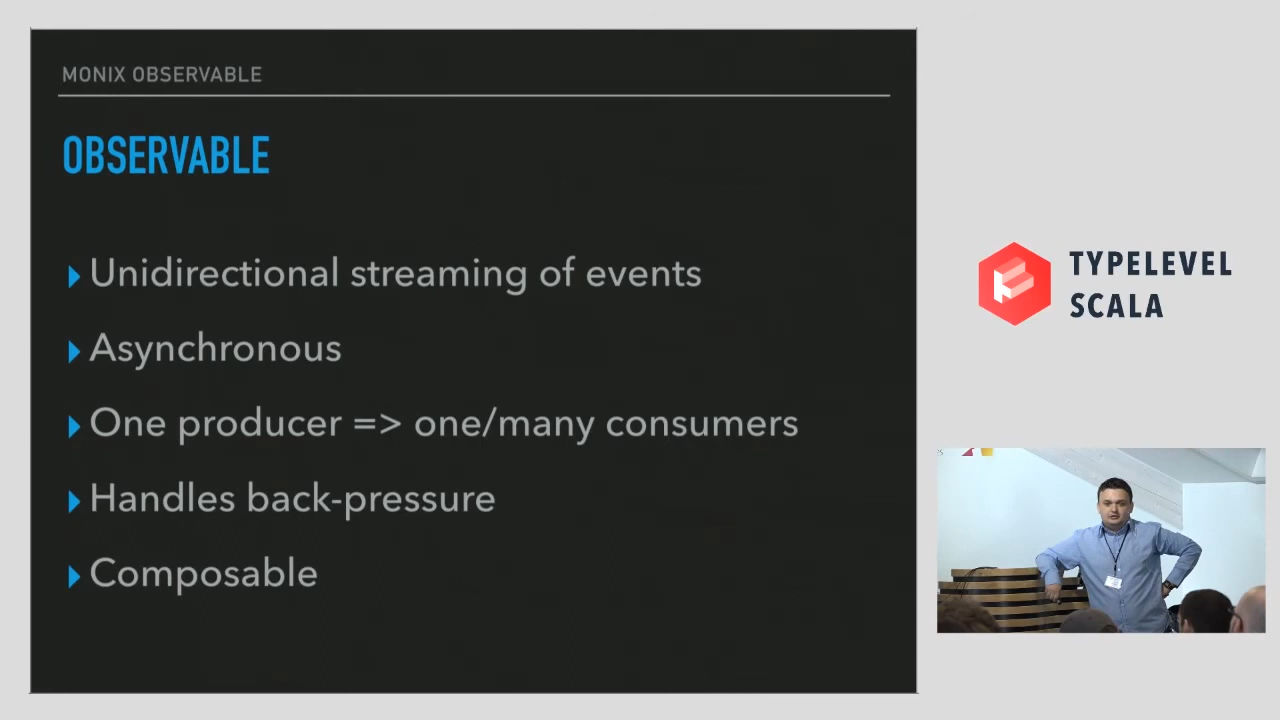 MONIX OBSERVABLE
OBSERVABLE
Unidirectional streaming of events
Asynchronous
One producer => one/many consumers
Handles back-pressure
Composable
TYPELEVEL
SCALA